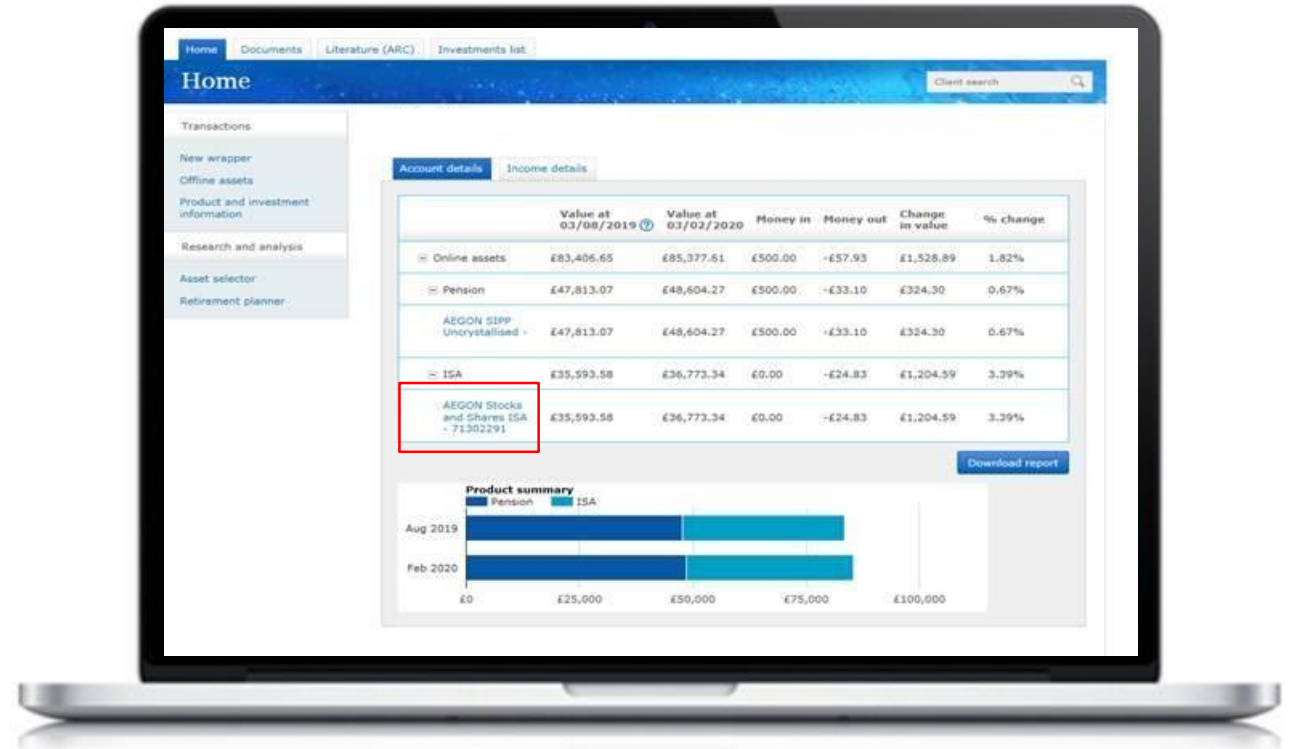 Home Documents Literature (ARC) Investments list
Home
Client search
Transactions
New wrapper
Offline assets
Product and investment
information
Research and analysis
Asset selector
Retirement planner
Account details Income details
Value at
03/08/2019 Value at
03/02/2020 Money in Money out Change
in value % change
Online assets £83,406.65 £85,377.61 £500.00 -£57.93 £1,528.89 1.82%
Pension £47,813.07 £48,604.27 £500.00 -£33.10 £324.30 0.67%
AEGON SIPP
Uncrystallised - £47,813.07 £48,604.27 £500.00 -£33.10 £324.30 0.67%
ISA £35,593.58 £36,773.34 £0.00 -£24.83 £1,204.59 3.39%
AEGON Stocks
and Shares ISA £35,593.58 £36,773.34 £0.00 -£24.83 £1,204.59 3.39%
- 71302291
Download report
Product summary
Pension ISA
Aug 2019
Feb 2020
£0 £25,000 £50,000 £75,000 £100,000